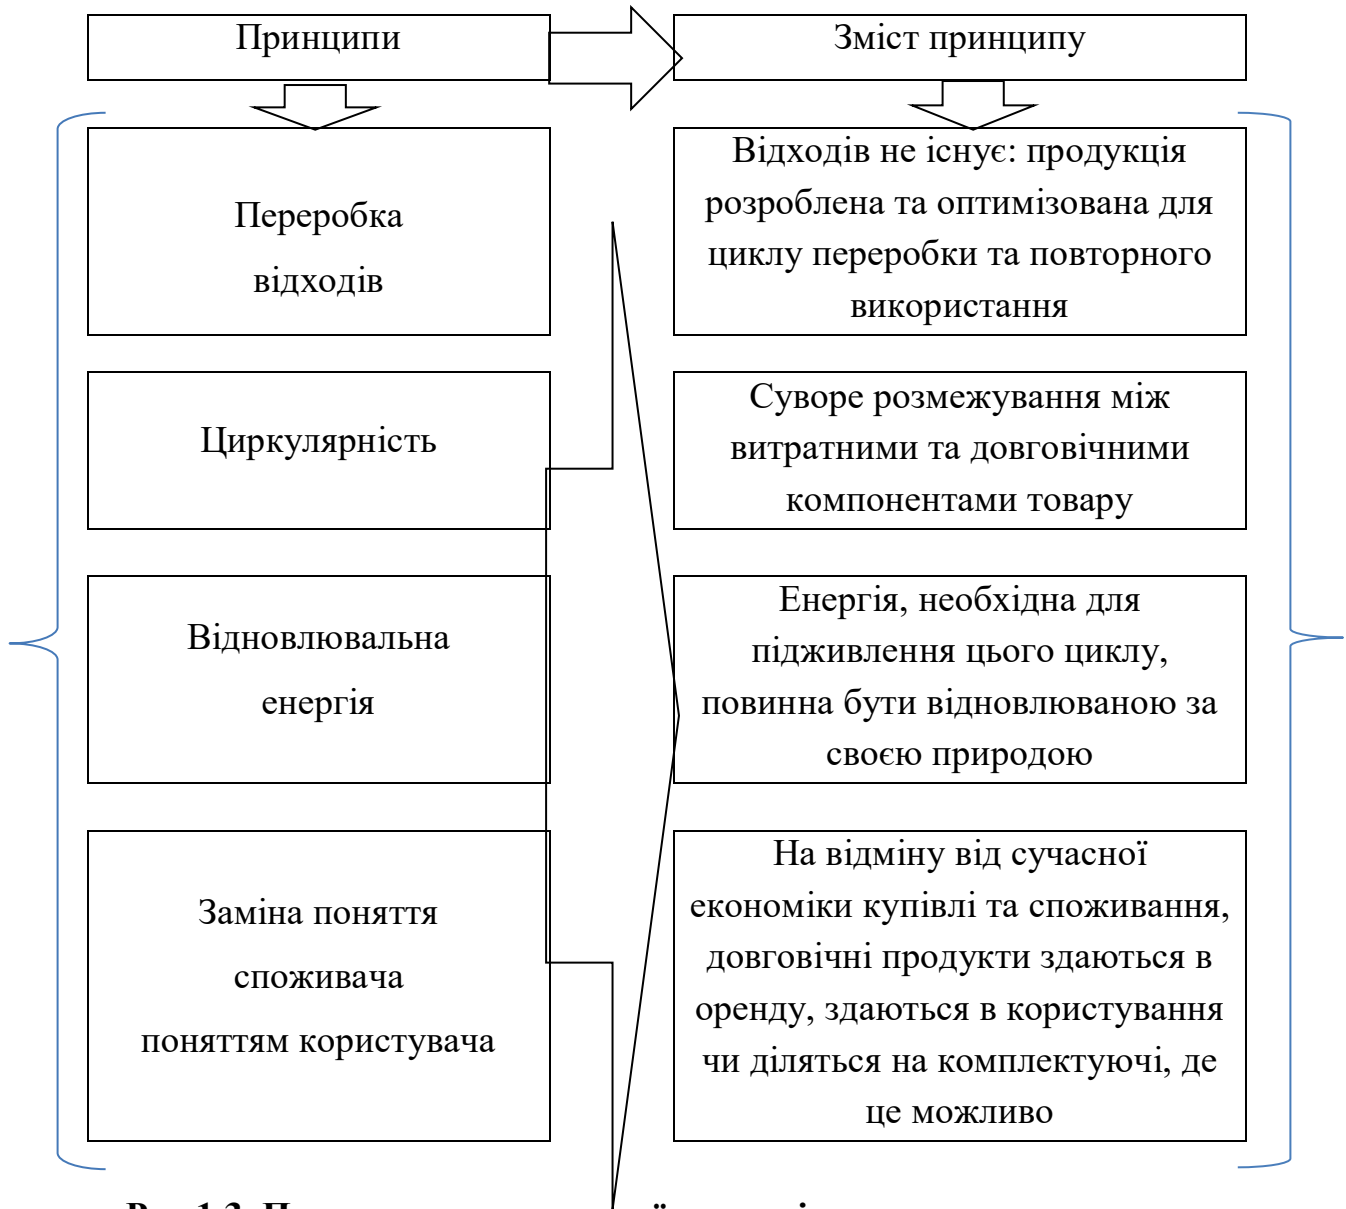 Принципи
Зміст принципу
Переробка
відходів
Відходів не існує: продукція
розроблена та оптимізована для
циклу переробки та повторного
використання
Циркулярність
Суворе розмежування між
витратними та довговічними
компонентами товару
Відновлювальна
енергія
Енергія, необхідна для
підживлення цього циклу,
повинна бути відновлюваною за
своєю природою
Заміна поняття
споживача
поняттям користувача
На відміну від сучасної
економіки купівлі та споживання,
довговічні продукти здаються в
оренду, здаються в користування
чи діляться на комплектуючі, де
це можливо